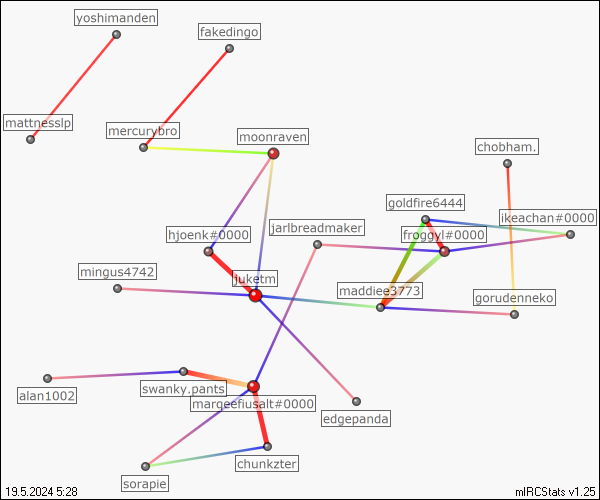 yoshimanden
fakedingo
mattnesslp
mercurybro
moonraven
chobham.
goldfire6444
ikeachan#0000
hjoenk#0000
jarlbreadmaker
froggyl#0000
mingus4742
juketm
maddiee3773
gorudenneko
alan1002
swanky.pants
margeefiusalt#0000
edgepanda
sorapie
chunkzter
19.5.2024 5:28
mIRCStats v1.25